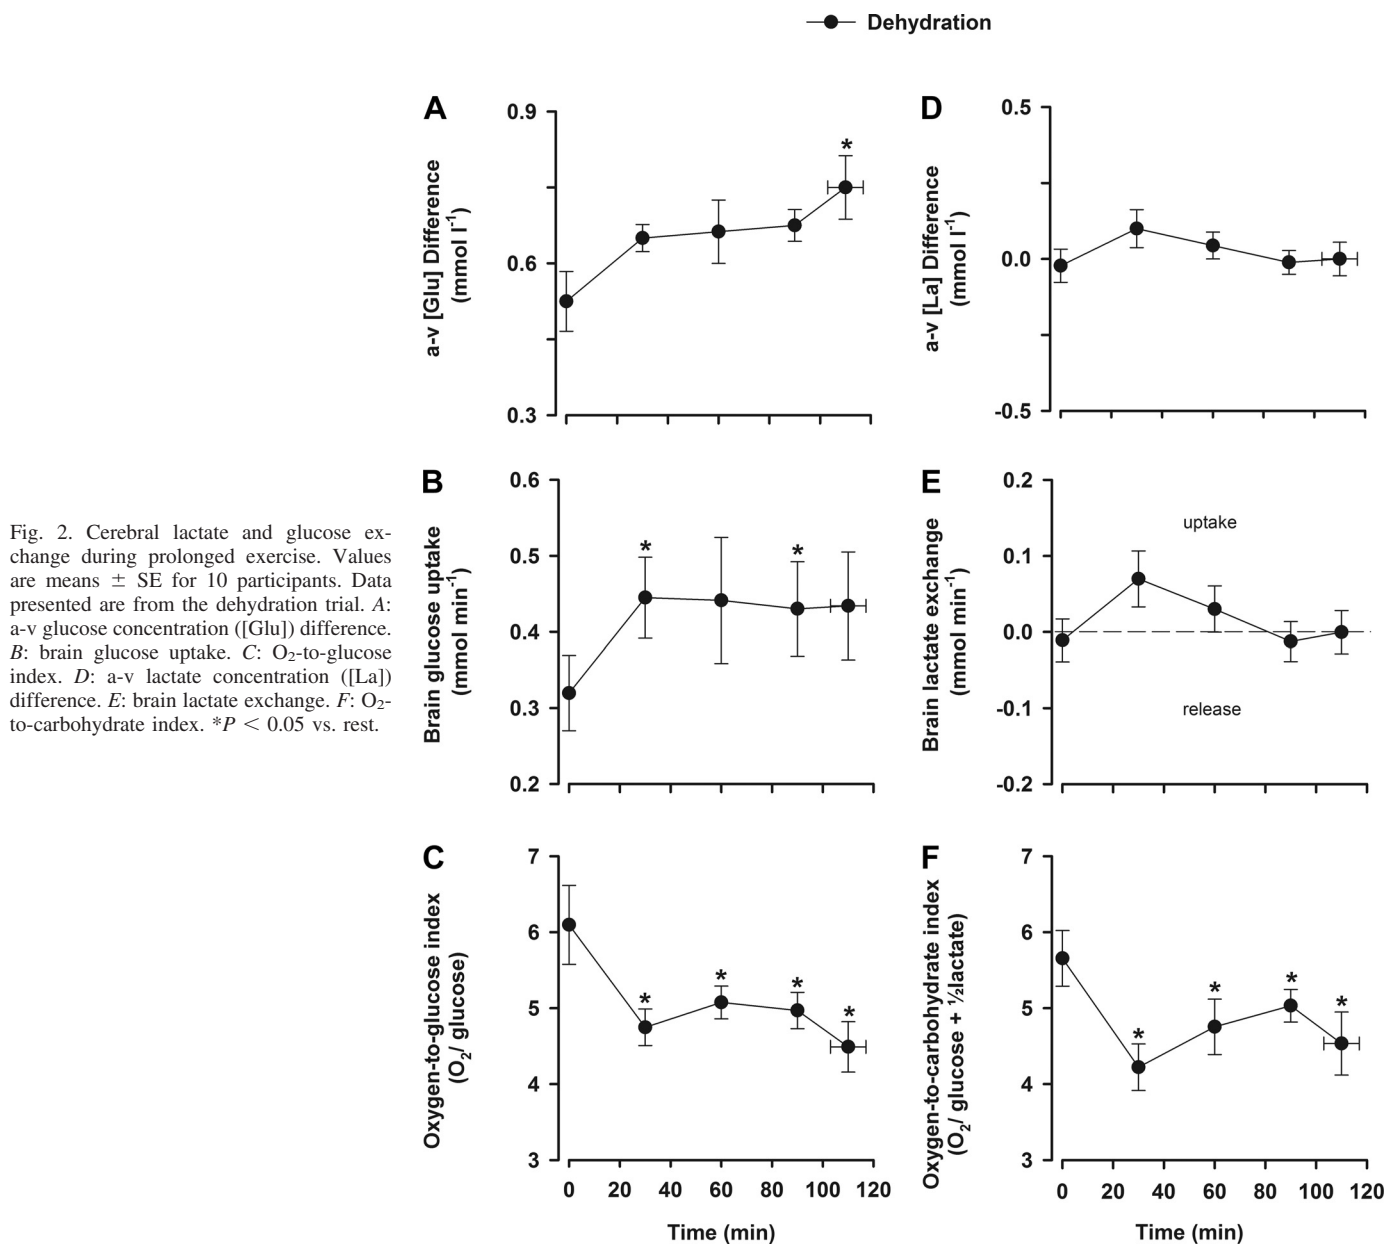 Dehydration
Fig. 2. Cerebral lactate and glucose ex-
change during prolonged exercise. Values
are means ± SE for 10 participants. Data
presented are from the dehydration trial. A:
a-v glucose concentration ([Glu]) difference.
B: brain glucose uptake. C: O₂-to-glucose
index. D: a-v lactate concentration ([La])
difference. E: brain lactate exchange. F: O₂-
to-carbohydrate index. *P < 0.05 vs. rest.
A
a-v [Glu] Difference
(mmol l⁻¹)
0.9
0.6
0.3
*
B
Brain glucose uptake
(mmol min⁻¹)
0.6
0.5
0.4
0.3
0.2
* *
C
Oxygen-to-glucose index
(O₂/ glucose)
7
6
5
4
3
* * * *
0 20 40 60 80 100 120
Time (min)
D
a-v [La] Difference
(mmol l⁻¹)
0.5
0.0
-0.5
E
Brain lactate exchange
(mmol min⁻¹)
0.2
0.1
0.0
-0.1
-0.2
uptake
release
F
Oxygen-to-carbohydrate index
(O₂/ glucose + ½lactate)
7
6
5
4
3
* * * *
0 20 40 60 80 100 120
Time (min)